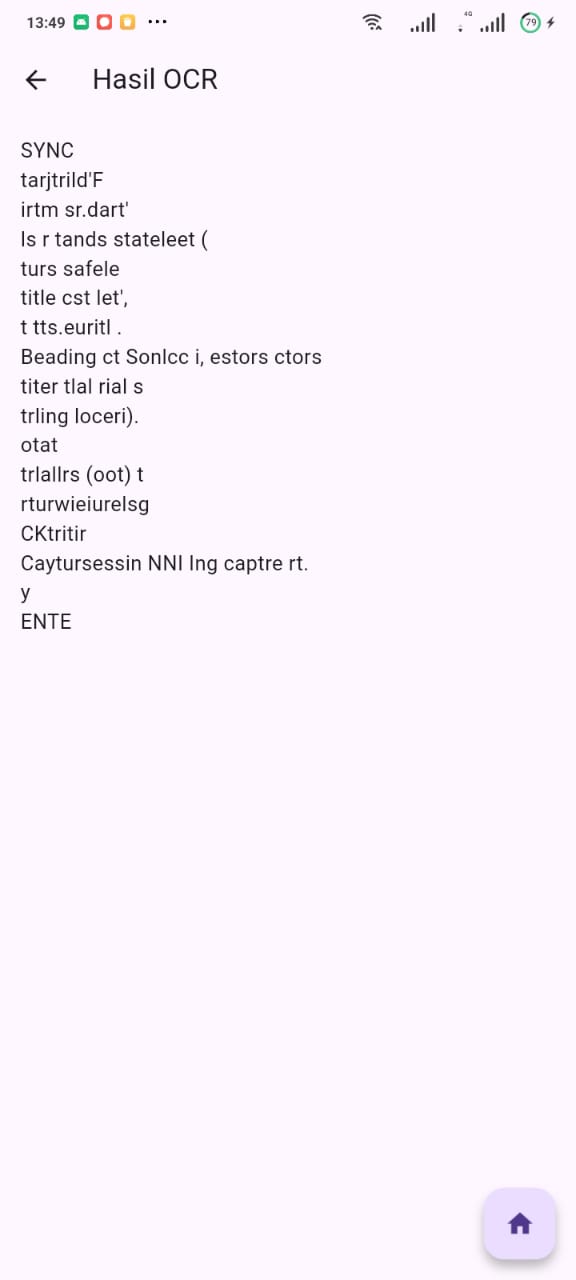 13:49
4G
79
Hasil OCR
SYNC
tarjtrild'F
irtm sr.dart'
ls r tands stateleet (
turs safele
title cst let',
t tts.euritl .
Beading ct Sonlcc i, estors ctors
titer tlal rial s
trling loceri).
otat
trlallrs (oot) t
rturwieiurelsg
CKtritir
Caytursessin NNI Ing captre rt.
y
ENTE